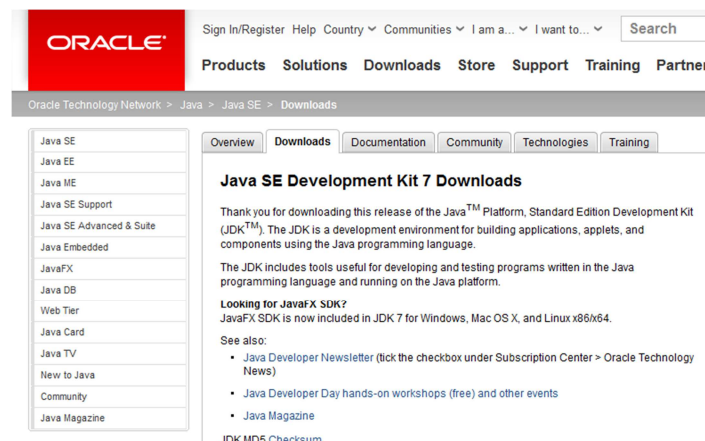 ORACLE
Sign In/Register Help Country Communities I am a... I want to... Search
Products Solutions Downloads Store Support Training Partner
Oracle Technology Network > Java > Java SE > Downloads
Java SE
Java EE
Java ME
Java SE Support
Java SE Advanced & Suite
Java Embedded
JavaFX
Java DB
Web Tier
Java Card
Java TV
New to Java
Community
Java Magazine
Overview Downloads Documentation Community Technologies Training
Java SE Development Kit 7 Downloads
Thank you for downloading this release of the Java™ Platform, Standard Edition Development Kit
(JDK™). The JDK is a development environment for building applications, applets, and
components using the Java programming language.
The JDK includes tools useful for developing and testing programs written in the Java
programming language and running on the Java platform.
Looking for JavaFX SDK?
JavaFX SDK is now included in JDK 7 for Windows, Mac OS X, and Linux x86/x64.
See also:
Java Developer Newsletter (tick the checkbox under Subscription Center > Oracle Technology
News)
Java Developer Day hands-on workshops (free) and other events
Java Magazine
JDK MD5 Checksum